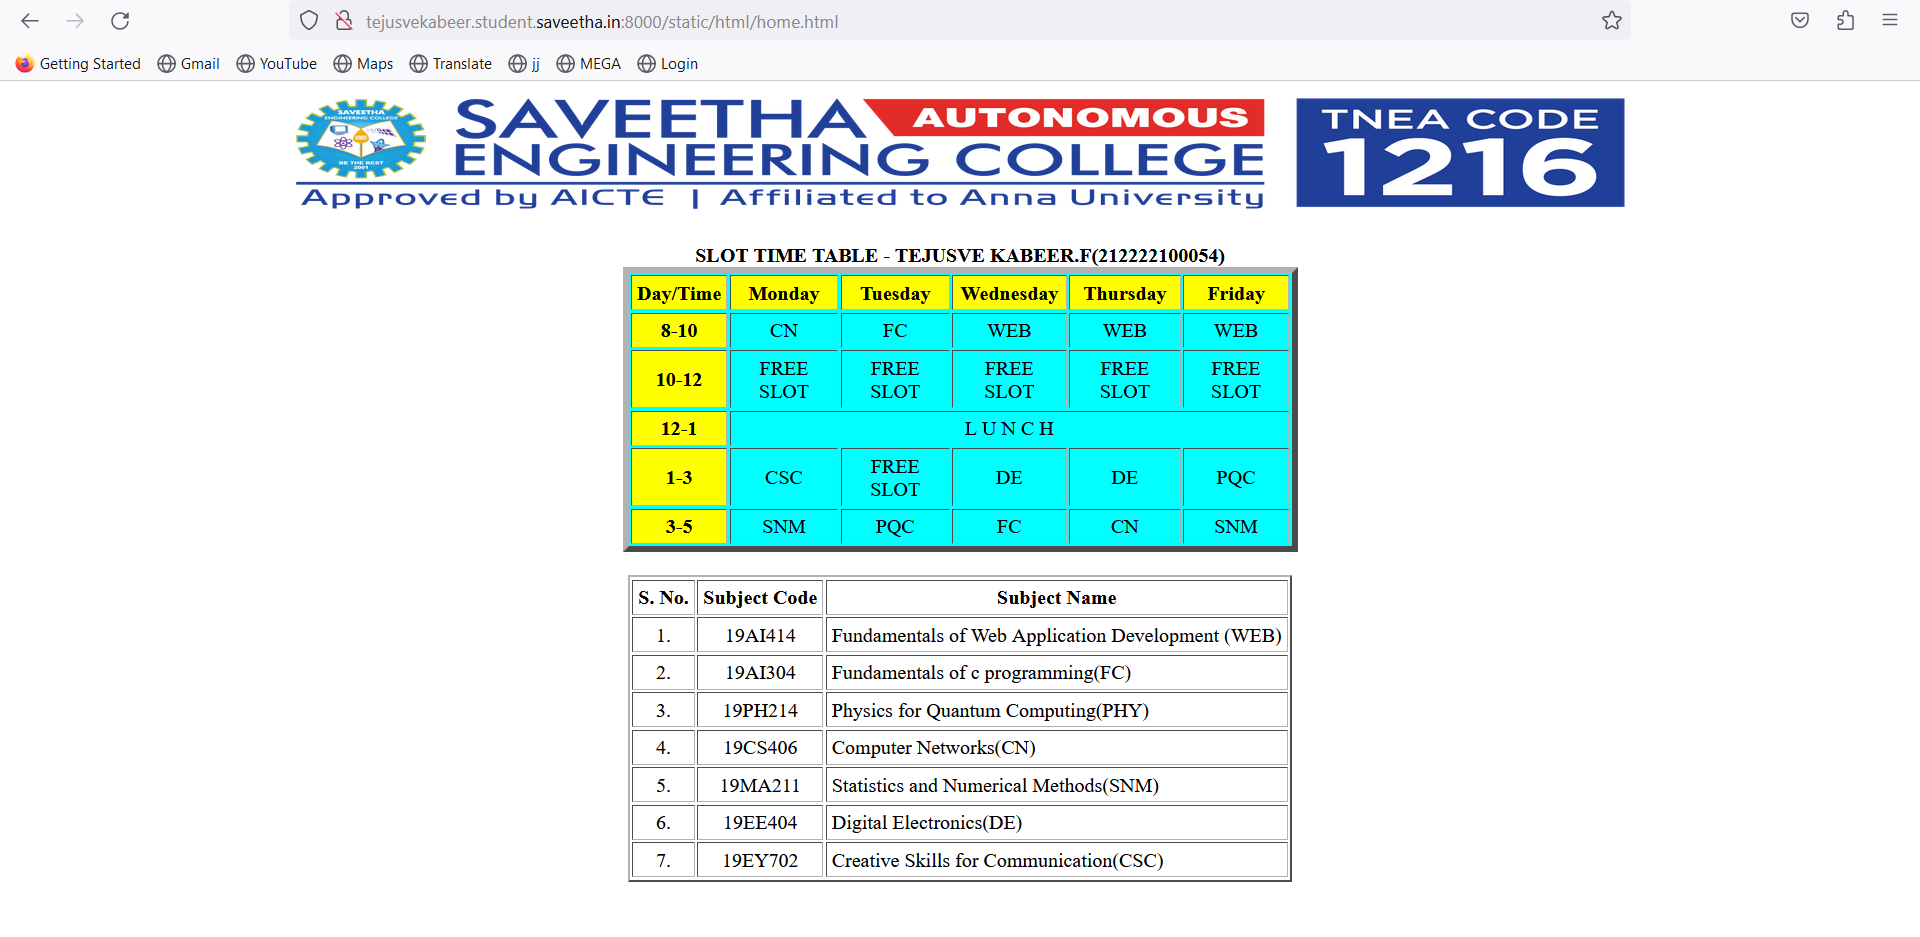 tejusvekabeer.student.saveetha.in:8000/static/html/home.html
Getting Started Gmail YouTube Maps Translate jj MEGA Login
SAVEETHA
ENGINEERING COLLEGE
BE THE BEST
2001
SAVEETHA AUTONOMOUS
ENGINEERING COLLEGE
Approved by AICTE | Affiliated to Anna University
TNEA CODE
1216
SLOT TIME TABLE - TEJUSVE KABEER.F(212222100054)
Day/Time Monday Tuesday Wednesday Thursday Friday
8-10 CN FC WEB WEB WEB
10-12 FREE SLOT FREE SLOT FREE SLOT FREE SLOT FREE SLOT
12-1 L U N C H
1-3 CSC FREE SLOT DE DE PQC
3-5 SNM PQC FC CN SNM
S. No. Subject Code Subject Name
1. 19AI414 Fundamentals of Web Application Development (WEB)
2. 19AI304 Fundamentals of c programming(FC)
3. 19PH214 Physics for Quantum Computing(PHY)
4. 19CS406 Computer Networks(CN)
5. 19MA211 Statistics and Numerical Methods(SNM)
6. 19EE404 Digital Electronics(DE)
7. 19EY702 Creative Skills for Communication(CSC)